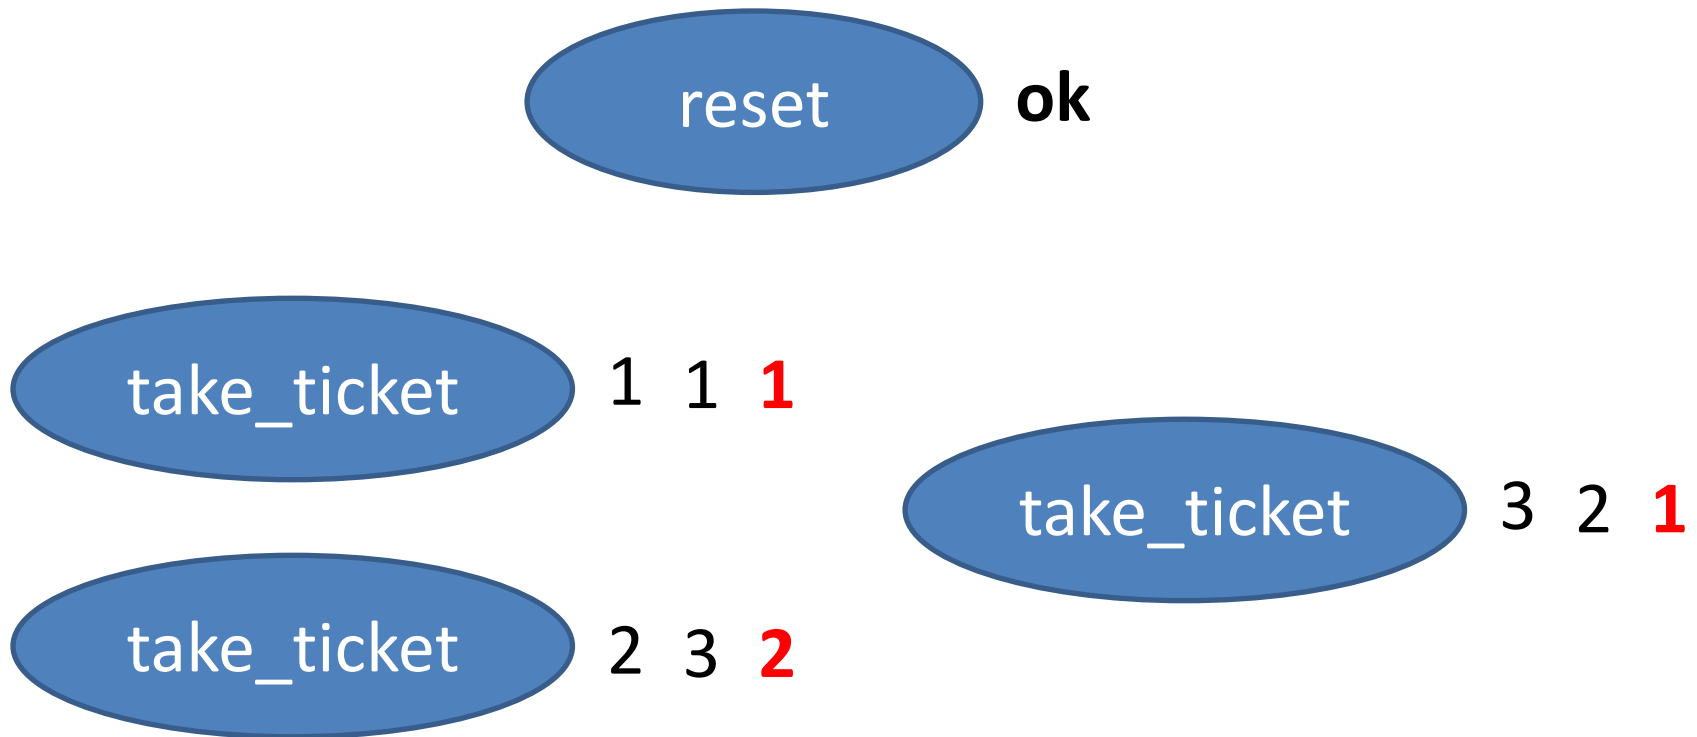 reset ok
take_ticket 1 1 1
take_ticket 3 2 1
take_ticket 2 3 2